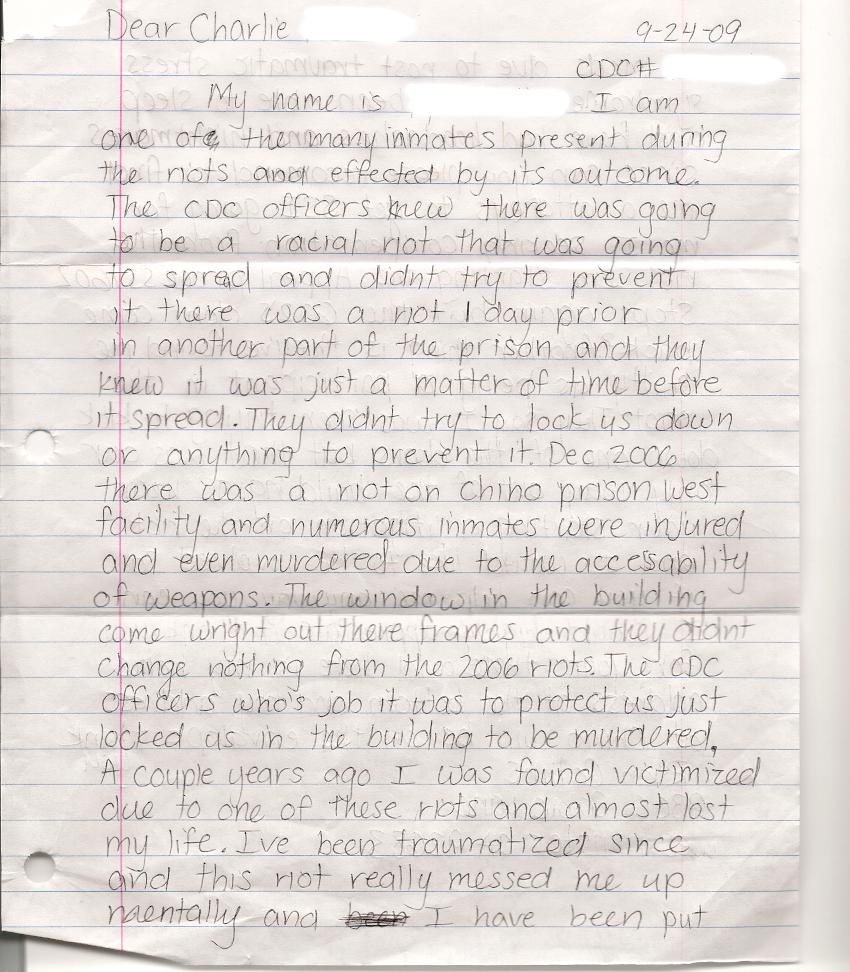 Dear Charlie
9-24-09
CDC#
My name is I am
one of the many inmates present during
the riots and effected by its outcome.
The CDC officers knew there was going
to be a racial riot that was going
to spread and didnt try to prevent
it there was a riot 1 day prior
in another part of the prison and they
knew it was just a matter of time before
it spread. They didnt try to lock us down
or anything to prevent it. Dec 2006
there was a riot on Chino prison West
facility and numerous inmates were injured
and even murdered due to the accessability
of weapons. The window in the building
come wright out there frames and they didnt
change nothing from the 2006 riots. The CDC
officers who's job it was to protect us just
locked us in the building to be murdered,
A couple years ago I was found victimized
due to one of these riots and almost lost
my life. Ive been traumatized since
and this riot really messed me up
mentally and I have been put